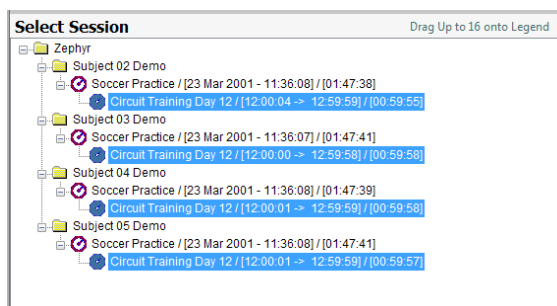 Select Session
Drag Up to 16 onto Legend
Zephyr
Subject 02 Demo
Soccer Practice / [23 Mar 2001 - 11:36:08] / [01:47:38]
Circuit Training Day 12 / [12:00:04 -> 12:59:59] / [00:59:55]
Subject 03 Demo
Soccer Practice / [23 Mar 2001 - 11:36:07] / [01:47:41]
Circuit Training Day 12 / [12:00:00 -> 12:59:58] / [00:59:58]
Subject 04 Demo
Soccer Practice / [23 Mar 2001 - 11:36:08] / [01:47:39]
Circuit Training Day 12 / [12:00:01 -> 12:59:59] / [00:59:58]
Subject 05 Demo
Soccer Practice / [23 Mar 2001 - 11:36:08] / [01:47:41]
Circuit Training Day 12 / [12:00:01 -> 12:59:59] / [00:59:57]